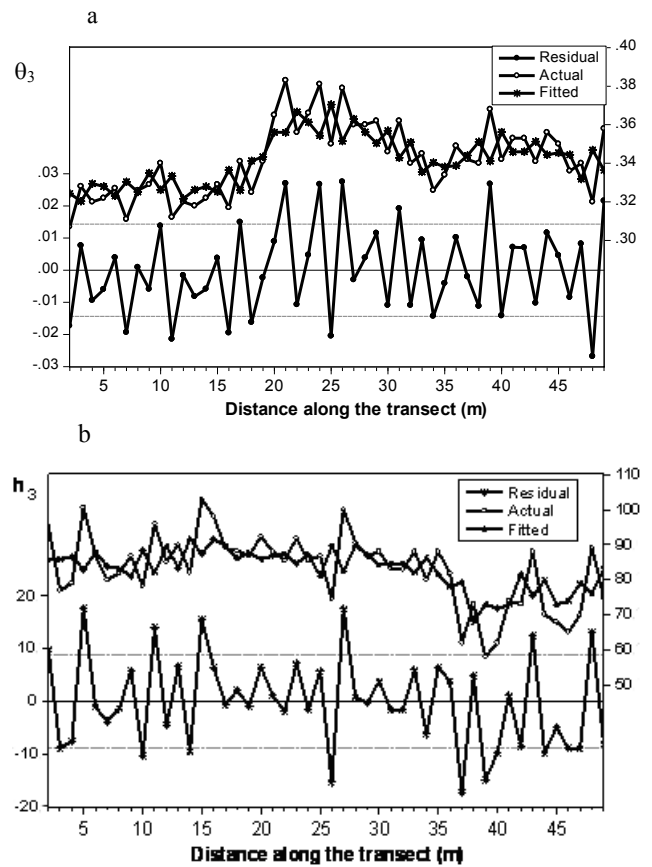 a
θ3
Residual
Actual
Fitted
.40
.38
.36
.34
.32
.30
.03
.02
.01
.00
-.01
-.02
-.03
5 10 15 20 25 30 35 40 45
Distance along the transect (m)
b
h3
Residual
Actual
Fitted
110
100
90
80
70
60
50
20
10
0
-10
-20
5 10 15 20 25 30 35 40 45
Distance along the transect (m)